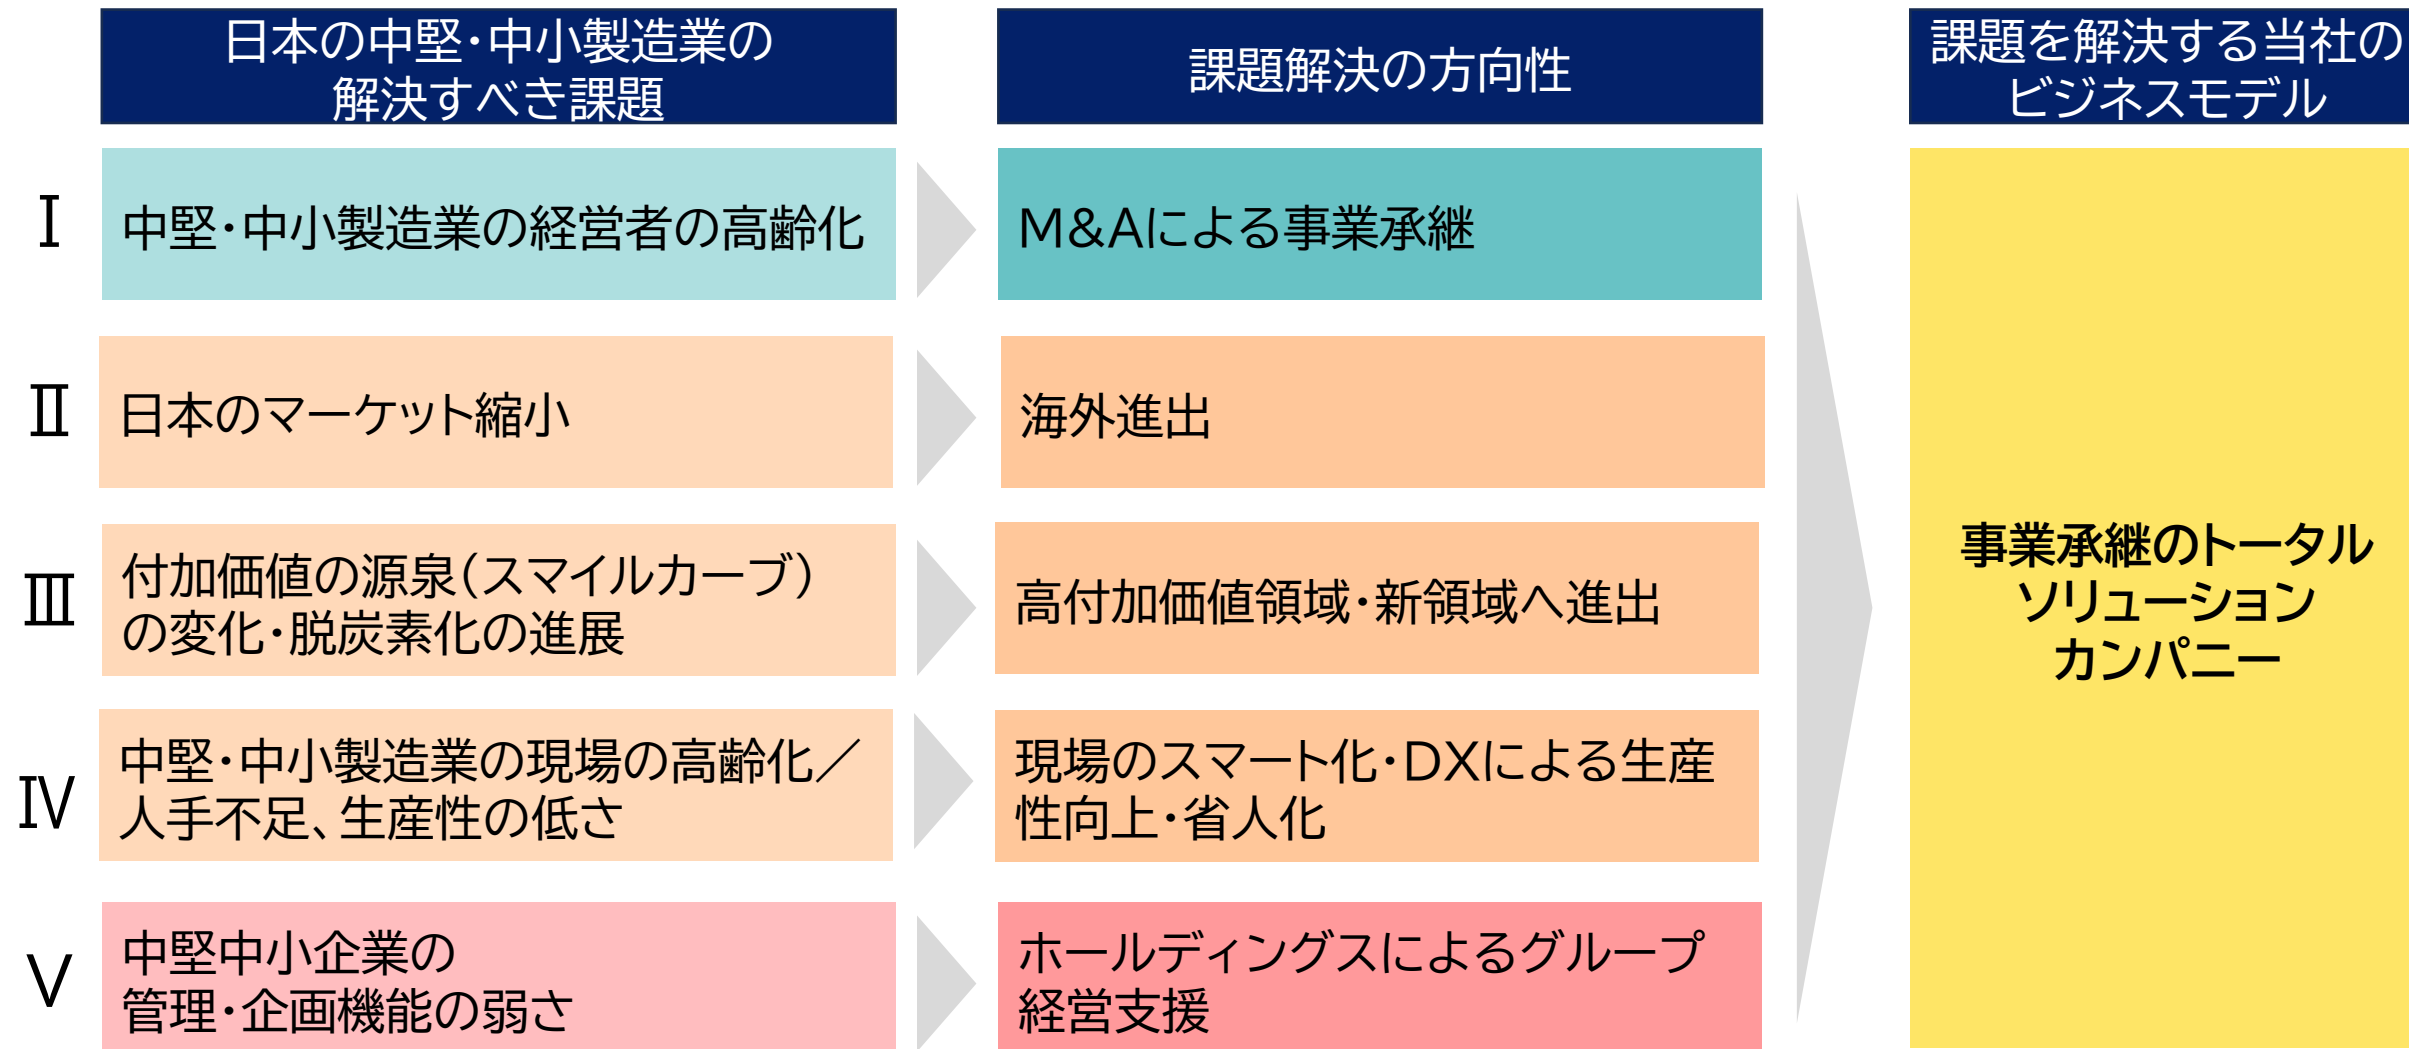 日本の中堅・中小製造業の
解決すべき課題
課題解決の方向性
課題を解決する当社の
ビジネスモデル
Ⅰ
中堅・中小製造業の経営者の高齢化
M&Aによる事業承継
Ⅱ
日本のマーケット縮小
海外進出
Ⅲ
付加価値の源泉（スマイルカーブ）
の変化・脱炭素化の進展
高付加価値領域・新領域へ進出
Ⅳ
中堅・中小製造業の現場の高齢化／
人手不足、生産性の低さ
現場のスマート化・DXによる生産
性向上・省人化
Ⅴ
中堅中小企業の
管理・企画機能の弱さ
ホールディングスによるグループ
経営支援
事業承継のトータル
ソリューション
カンパニー